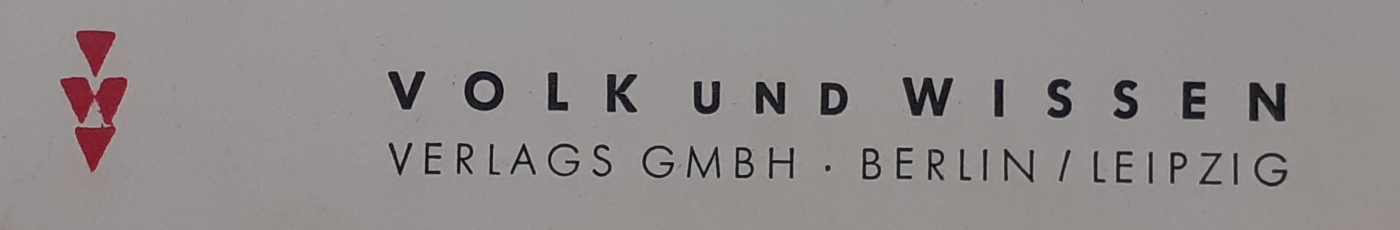 VOLK UND WISSEN
VERLAGS GMBH · BERLIN / LEIPZIG